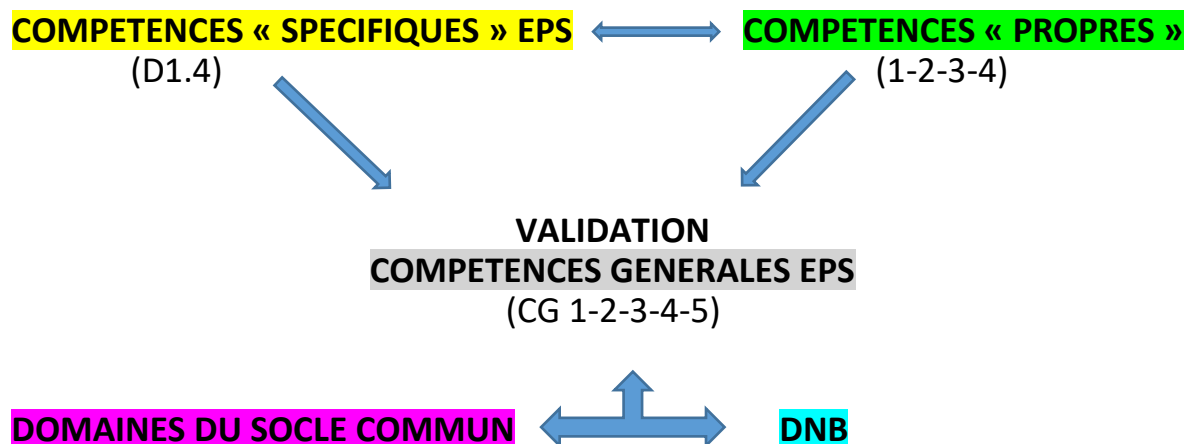 COMPETENCES « SPECIFIQUES » EPS
COMPETENCES « PROPRES »
(D1.4)
(1-2-3-4)
VALIDATION
COMPETENCES GENERALES EPS
(CG 1-2-3-4-5)
DOMAINES DU SOCLE COMMUN
DNB